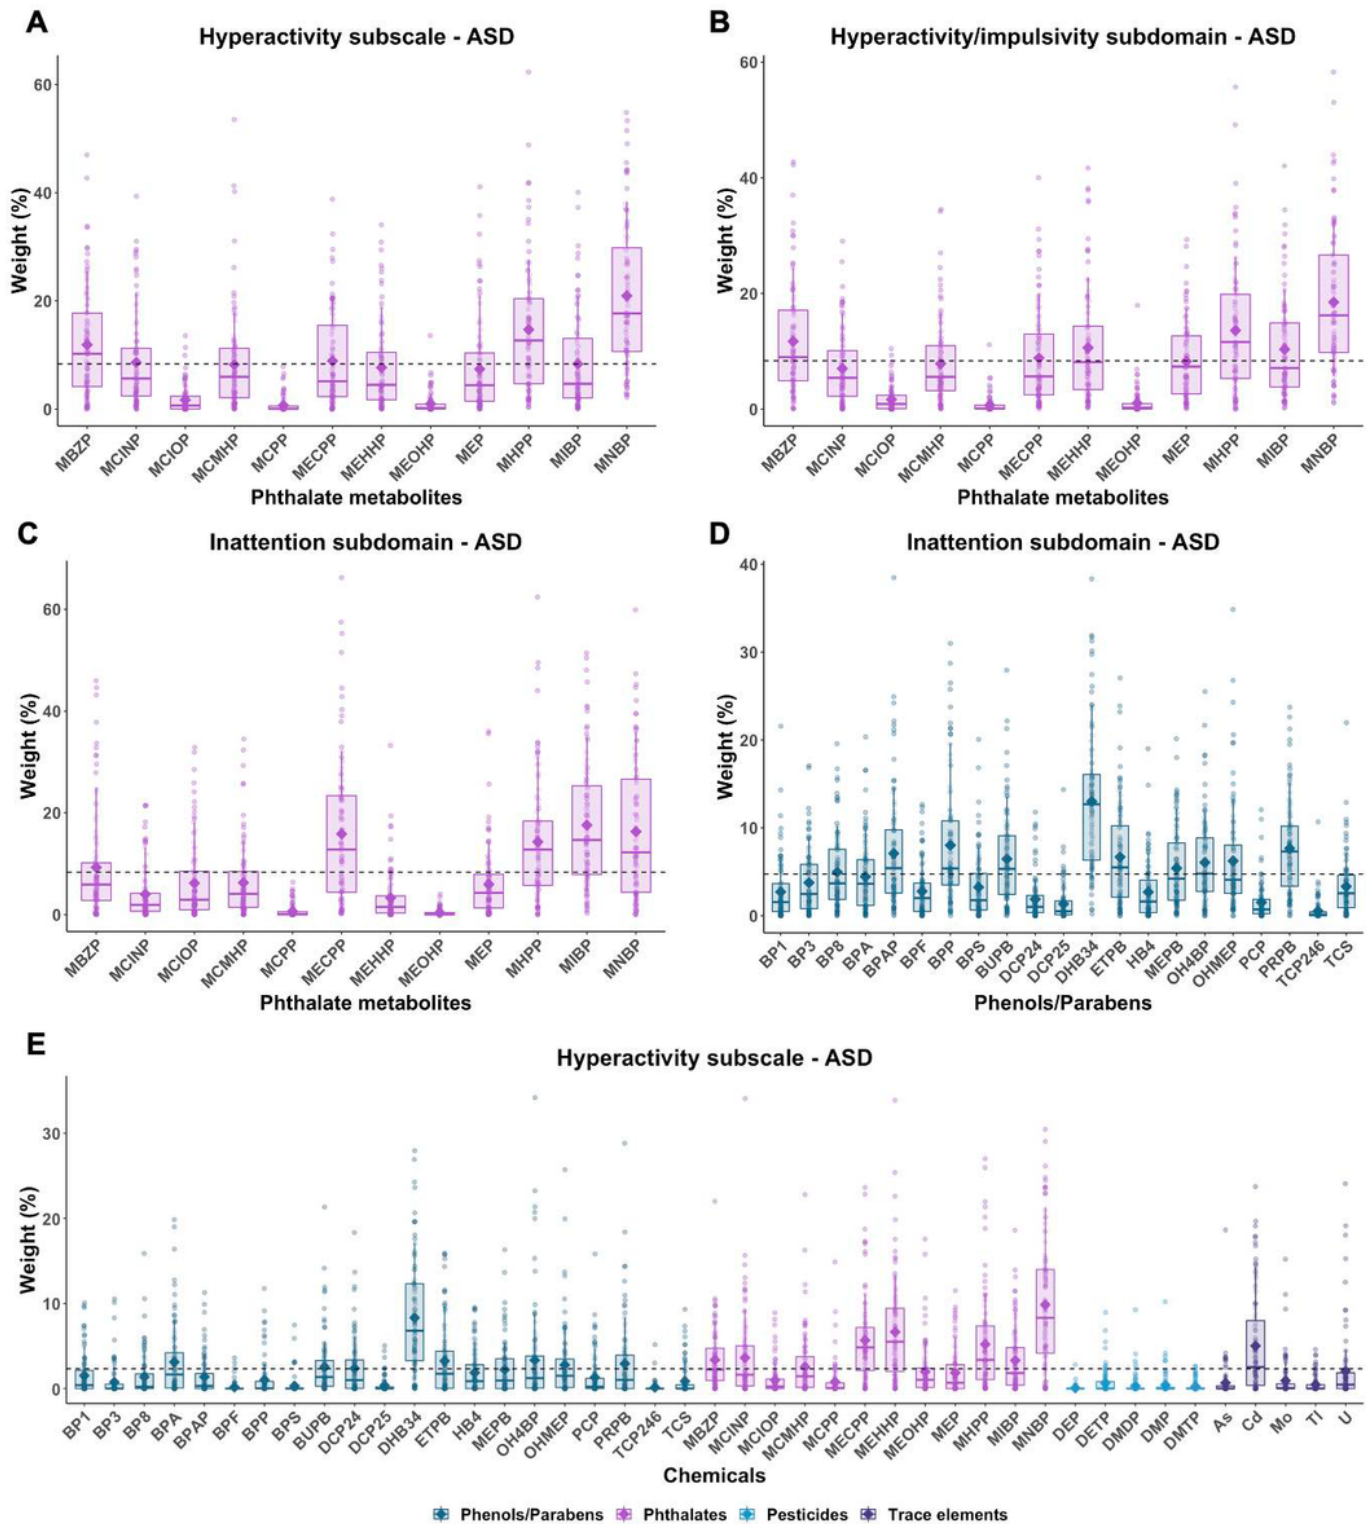 A
Hyperactivity subscale - ASD
Weight (%)
60
40
20
0
MBZP MCINP MCIOP MCMHP MCPP MECPP MEHHP MEOHP MEP MHPP MIBP MNBP
Phthalate metabolites
B
Hyperactivity/impulsivity subdomain - ASD
Weight (%)
60
40
20
0
MBZP MCINP MCIOP MCMHP MCPP MECPP MEHHP MEOHP MEP MHPP MIBP MNBP
Phthalate metabolites
C
Inattention subdomain - ASD
Weight (%)
60
40
20
0
MBZP MCINP MCIOP MCMHP MCPP MECPP MEHHP MEOHP MEP MHPP MIBP MNBP
Phthalate metabolites
D
Inattention subdomain - ASD
Weight (%)
40
30
20
10
0
BP1 BP3 BP8 BPA BPAP BPF BPP BPS BUPB DCP24 DCP25 DHB34 ETPB HB4 MEPB OH4BP OHMEP PCP PRPB TCP246 TCS
Phenols/Parabens
E
Hyperactivity subscale - ASD
Weight (%)
30
20
10
0
BP1 BP3 BP8 BPA BPAP BPF BPP BPS BUPB DCP24 DCP25 DHB34 ETPB HB4 MEPB OH4BP OHMEP PCP PRPB TCP246 TCS MBZP MCINP MCIOP MCMHP MCPP MECPP MEHHP MEOHP MEP MHPP MIBP MNBP DEP DETP DMDP DMP DMTP As Cd Mo Tl U
Chemicals
Phenols/Parabens Phthalates Pesticides Trace elements